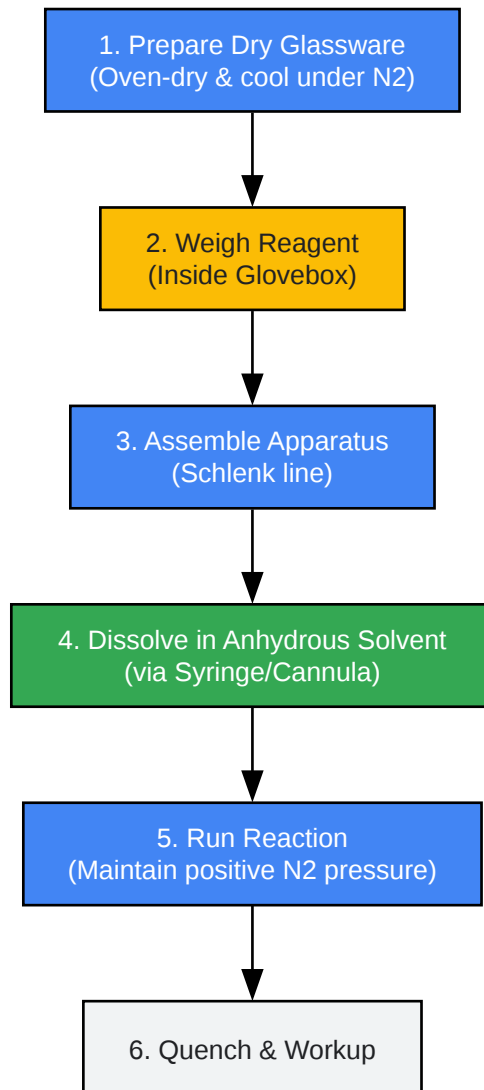 1. Prepare Dry Glassware
(Oven-dry & cool under N2)
2. Weigh Reagent
(Inside Glovebox)
3. Assemble Apparatus
(Schlenk line)
4. Dissolve in Anhydrous Solvent
(via Syringe/Cannula)
5. Run Reaction
(Maintain positive N2 pressure)
6. Quench & Workup